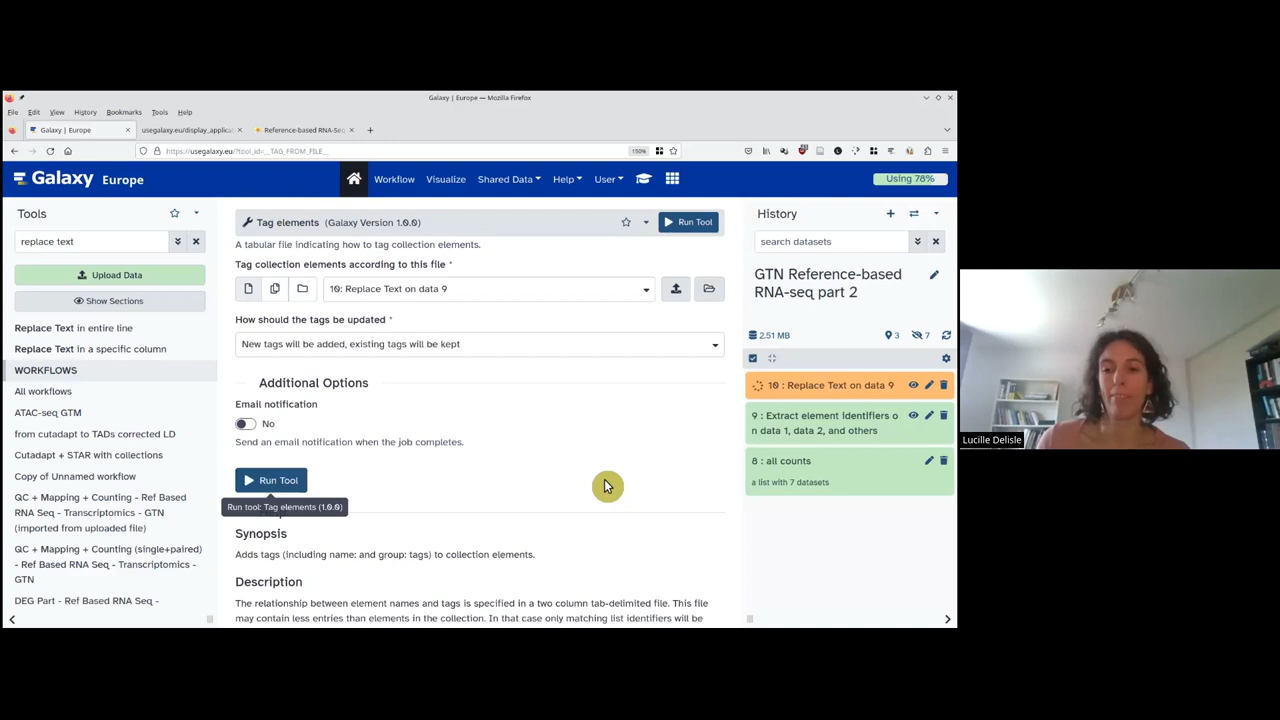 Galaxy | Europe — Mozilla Firefox
File Edit View History Bookmarks Tools Help
Galaxy | Europe
usegalaxy.eu/display_applicat
Reference-based RNA-Seq
https://usegalaxy.eu/?tool_id=__TAG_FROM_FILE__
150%
Galaxy Europe
Workflow Visualize Shared Data Help User
Using 78%
Tools
replace text
Upload Data
Show Sections
Replace Text in entire line
Replace Text in a specific column
WORKFLOWS
All workflows
ATAC-seq GTM
from cutadapt to TADs corrected LD
Cutadapt + STAR with collections
Copy of Unnamed workflow
QC + Mapping + Counting - Ref Based
RNA Seq - Transcriptomics - GTN
(imported from uploaded file)
QC + Mapping + Counting (single+paired)
- Ref Based RNA Seq - Transcriptomics -
GTN
DEG Part - Ref Based RNA Seq -
Tag elements (Galaxy Version 1.0.0)
Run Tool
A tabular file indicating how to tag collection elements.
Tag collection elements according to this file *
10: Replace Text on data 9
How should the tags be updated *
New tags will be added, existing tags will be kept
Additional Options
Email notification
No
Send an email notification when the job completes.
Run Tool
Run tool: Tag elements (1.0.0)
Synopsis
Adds tags (including name: and group: tags) to collection elements.
Description
The relationship between element names and tags is specified in a two column tab-delimited file. This file
may contain less entries than elements in the collection. In that case only matching list identifiers will be
History
search datasets
GTN Reference-based
RNA-seq part 2
2.51 MB
3
7
10 : Replace Text on data 9
9 : Extract element identifiers o
n data 1, data 2, and others
8 : all counts
a list with 7 datasets
Lucille Delisle